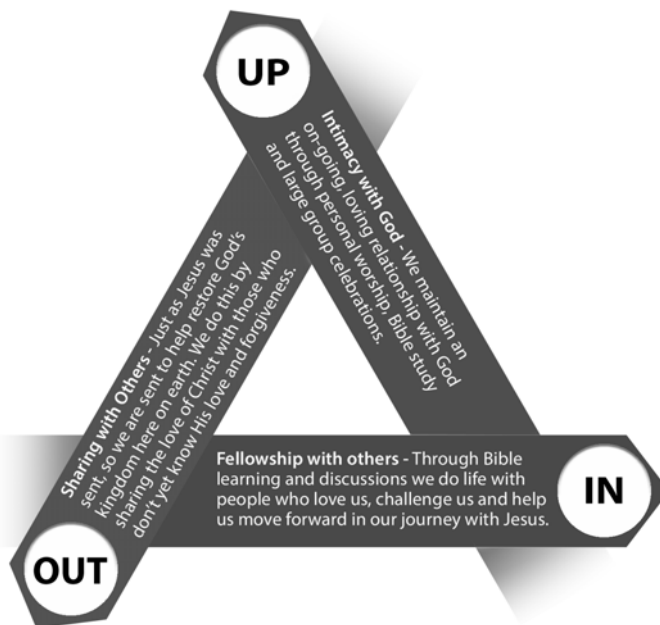 UP
Intimacy with God - We maintain an
on-going, loving relationship with God
through personal worship, Bible study
and large group celebrations.
Sharing with Others - Just as Jesus was
sent, so we are sent to help restore God's
kingdom here on earth. We do this by
sharing the love of Christ with those who
don't yet know His love and forgiveness.
OUT
Fellowship with others - Through Bible
learning and discussions we do life with
people who love us, challenge us and help
us move forward in our journey with Jesus.
IN